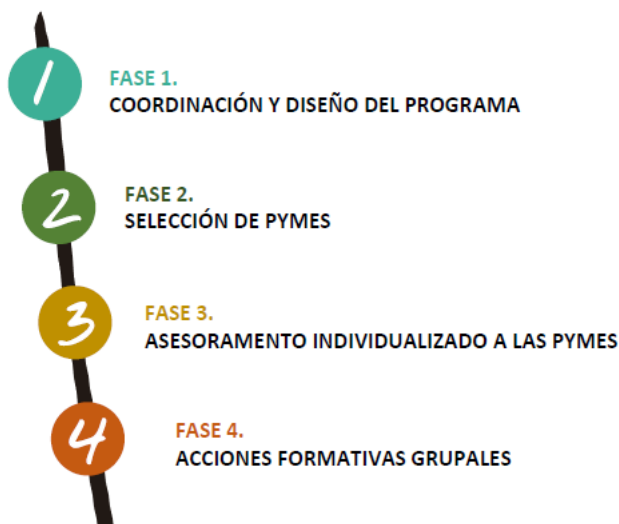 1
FASE 1.
COORDINACIÓN Y DISEÑO DEL PROGRAMA
2
FASE 2.
SELECCIÓN DE PYMES
3
FASE 3.
ASESORAMENTO INDIVIDUALIZADO A LAS PYMES
4
FASE 4.
ACCIONES FORMATIVAS GRUPALES